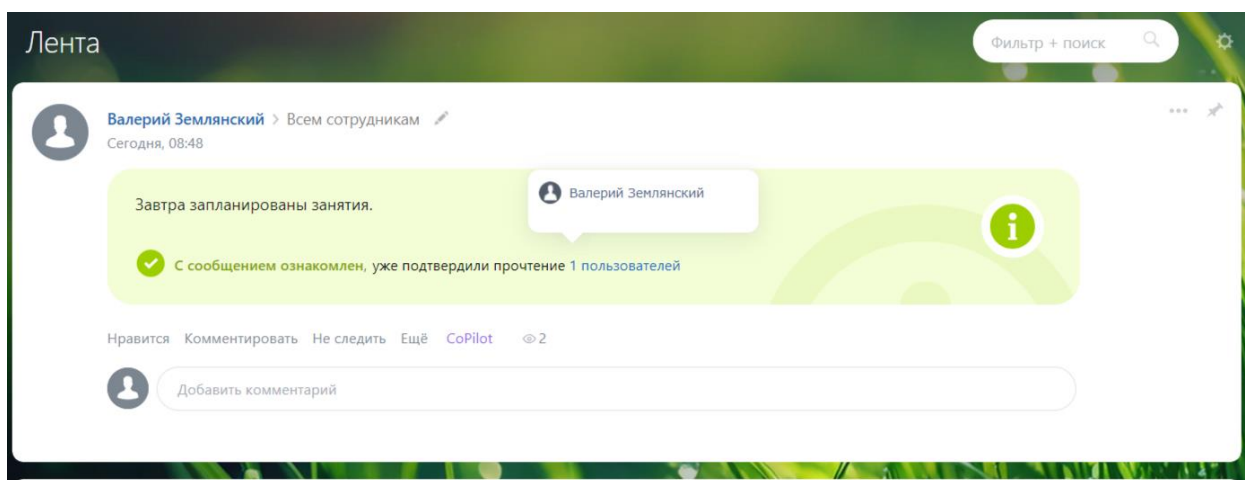 Лента
Фильтр + поиск
Валерий Землянский > Всем сотрудникам
Сегодня, 08:48
Валерий Землянский
Завтра запланированы занятия.
С сообщением ознакомлен, уже подтвердили прочтение 1 пользователей
Нравится Комментировать Не следить Ещё CoPilot 2
Добавить комментарий